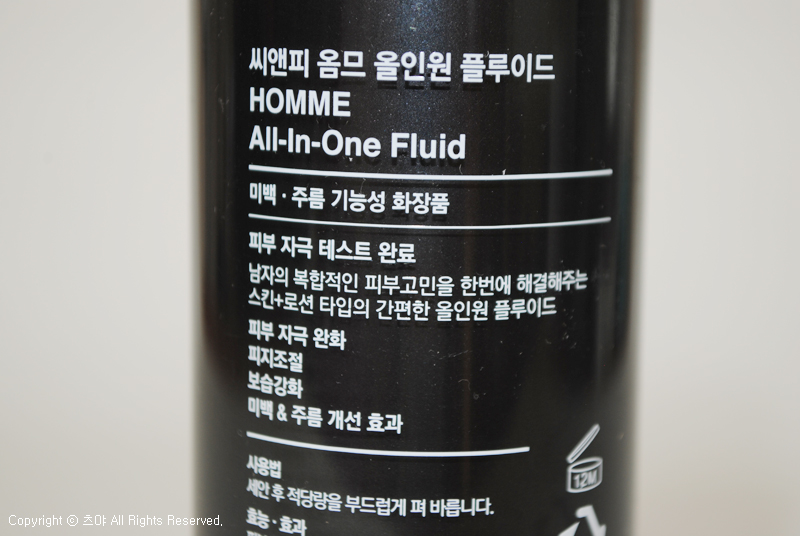 씨앤피 옴므 올인원 플루이드
HOMME
All-In-One Fluid
미백 · 주름 기능성 화장품
피부 자극 테스트 완료
남자의 복합적인 피부고민을 한번에 해결해주는
스킨+로션 타입의 간편한 올인원 플루이드
피부 자극 완화
피지조절
보습강화
미백 & 주름 개선 효과
사용법
세안 후 적당량을 부드럽게 펴 바릅니다.
효능 · 효과
12M
Copyright ⓒ 츠야 All Rights Reserved.